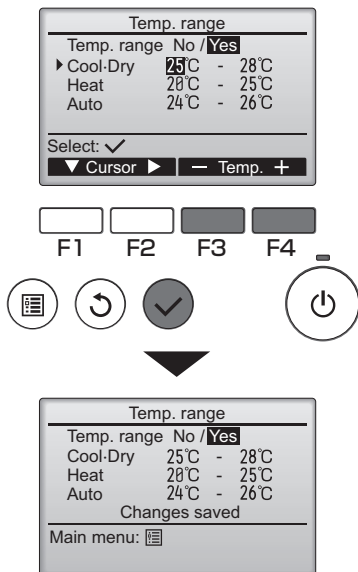 Temp. range
Temp. range No / Yes
Cool·Dry 25°C - 28°C
Heat 20°C - 25°C
Auto 24°C - 26°C
Select: ✓
▼ Cursor ▶ − Temp. +
F1 F2 F3 F4
Temp. range
Temp. range No / Yes
Cool·Dry 25°C - 28°C
Heat 20°C - 25°C
Auto 24°C - 26°C
Changes saved
Main menu: